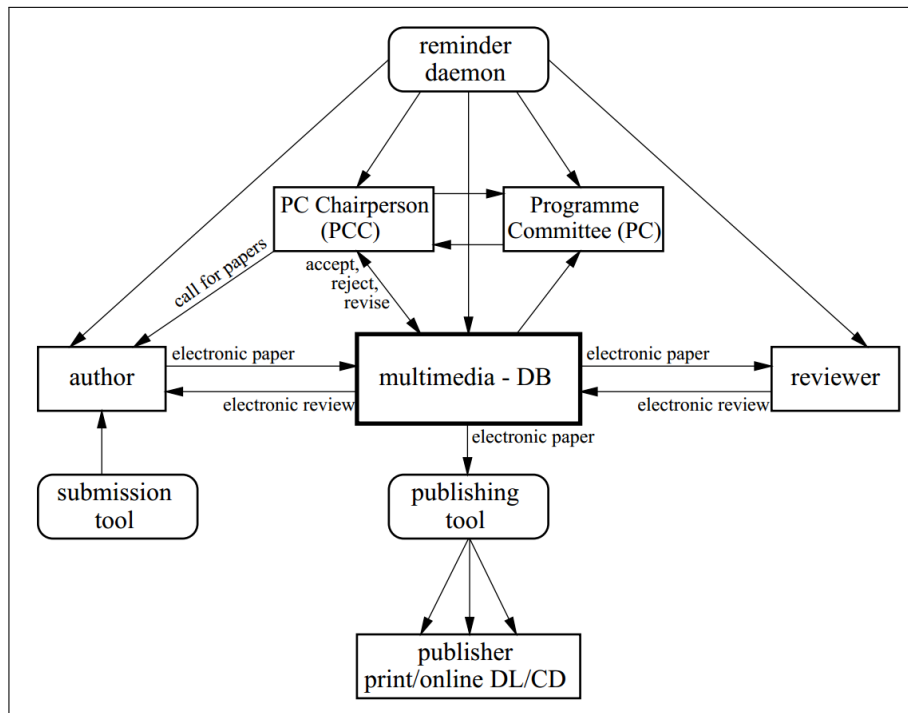 reminder
daemon
PC Chairperson
(PCC)
Programme
Committee (PC)
call for papers
accept,
reject,
revise
author
electronic paper
electronic review
multimedia - DB
electronic paper
electronic review
reviewer
electronic paper
submission
tool
publishing
tool
publisher
print/online DL/CD